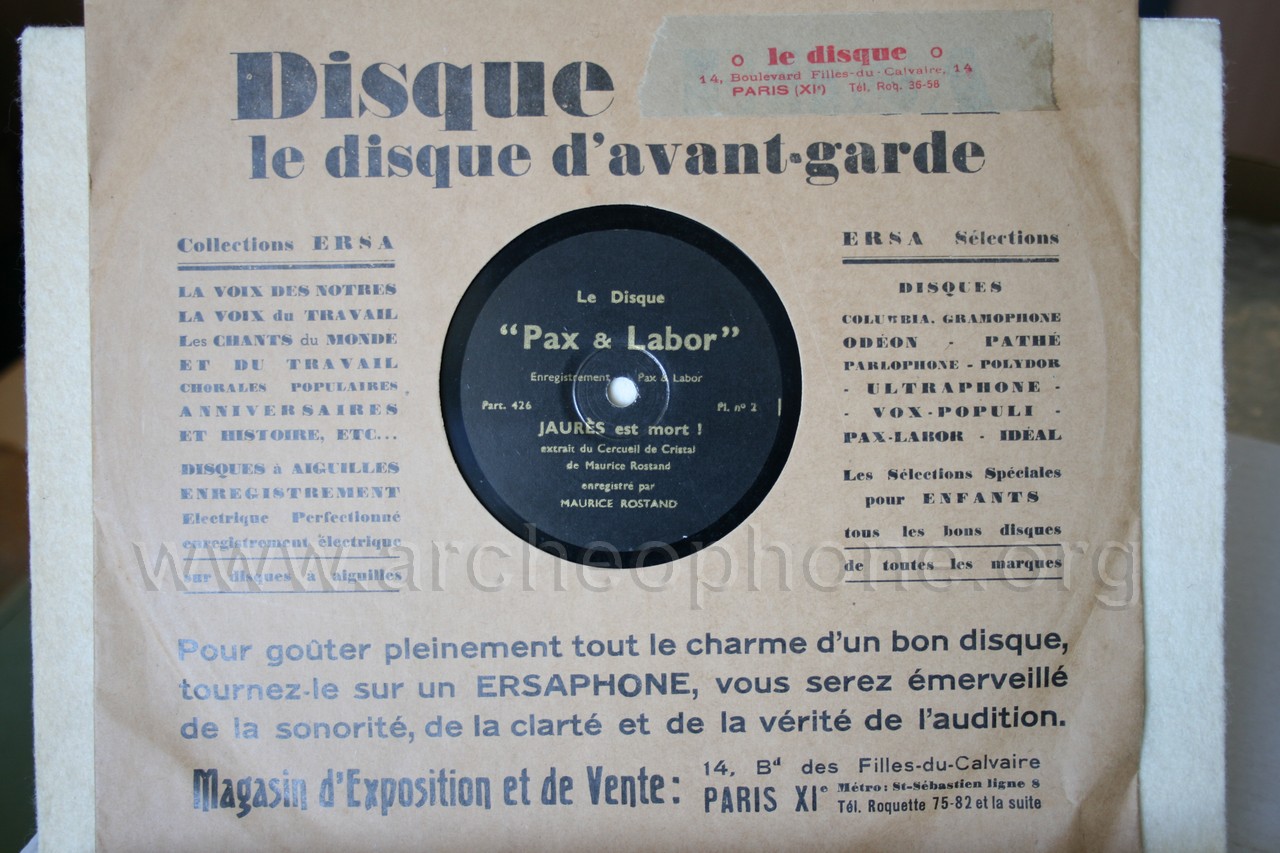 Disque
o le disque o
14, Boulevard Filles-du-Calvaire, 14
PARIS (XIe) Tél. Roq. 36-56
le disque d'avant-garde
Collections ERSA
LA VOIX DES NOTRES
LA VOIX du TRAVAIL
Les CHANTS du MONDE
ET DU TRAVAIL
CHORALES POPULAIRES
ANNIVERSAIRES
ET HISTOIRE, ETC...
DISQUES à AIGUILLES
ENREGISTREMENT
Electrique Perfectionné
enregistrement électrique
sur disques à aiguilles
Le Disque
"Pax & Labor"
Enregistrement Pax & Labor
Part. 426 Pl. nº 2
JAURÈS est mort !
extrait du Cercueil de Cristal
de Maurice Rostand
enregistré par
MAURICE ROSTAND
ERSA Sélections
DISQUES
COLUMBIA, GRAMOPHONE
ODÉON - PATHÉ
PARLOPHONE - POLYDOR
- ULTRAPHONE -
- VOX-POPULI -
PAX-LABOR - IDÉAL
Les Sélections Spéciales
pour ENFANTS
tous les bons disques
de toutes les marques
www.archeophone.org
Pour goûter pleinement tout le charme d'un bon disque,
tournez-le sur un ERSAPHONE, vous serez émerveillé
de la sonorité, de la clarté et de la vérité de l'audition.
Magasin d'Exposition et de Vente :
14, Bd des Filles-du-Calvaire
PARIS XIe Métro : St-Sébastien ligne 8
Tél. Roquette 75-82 et la suite